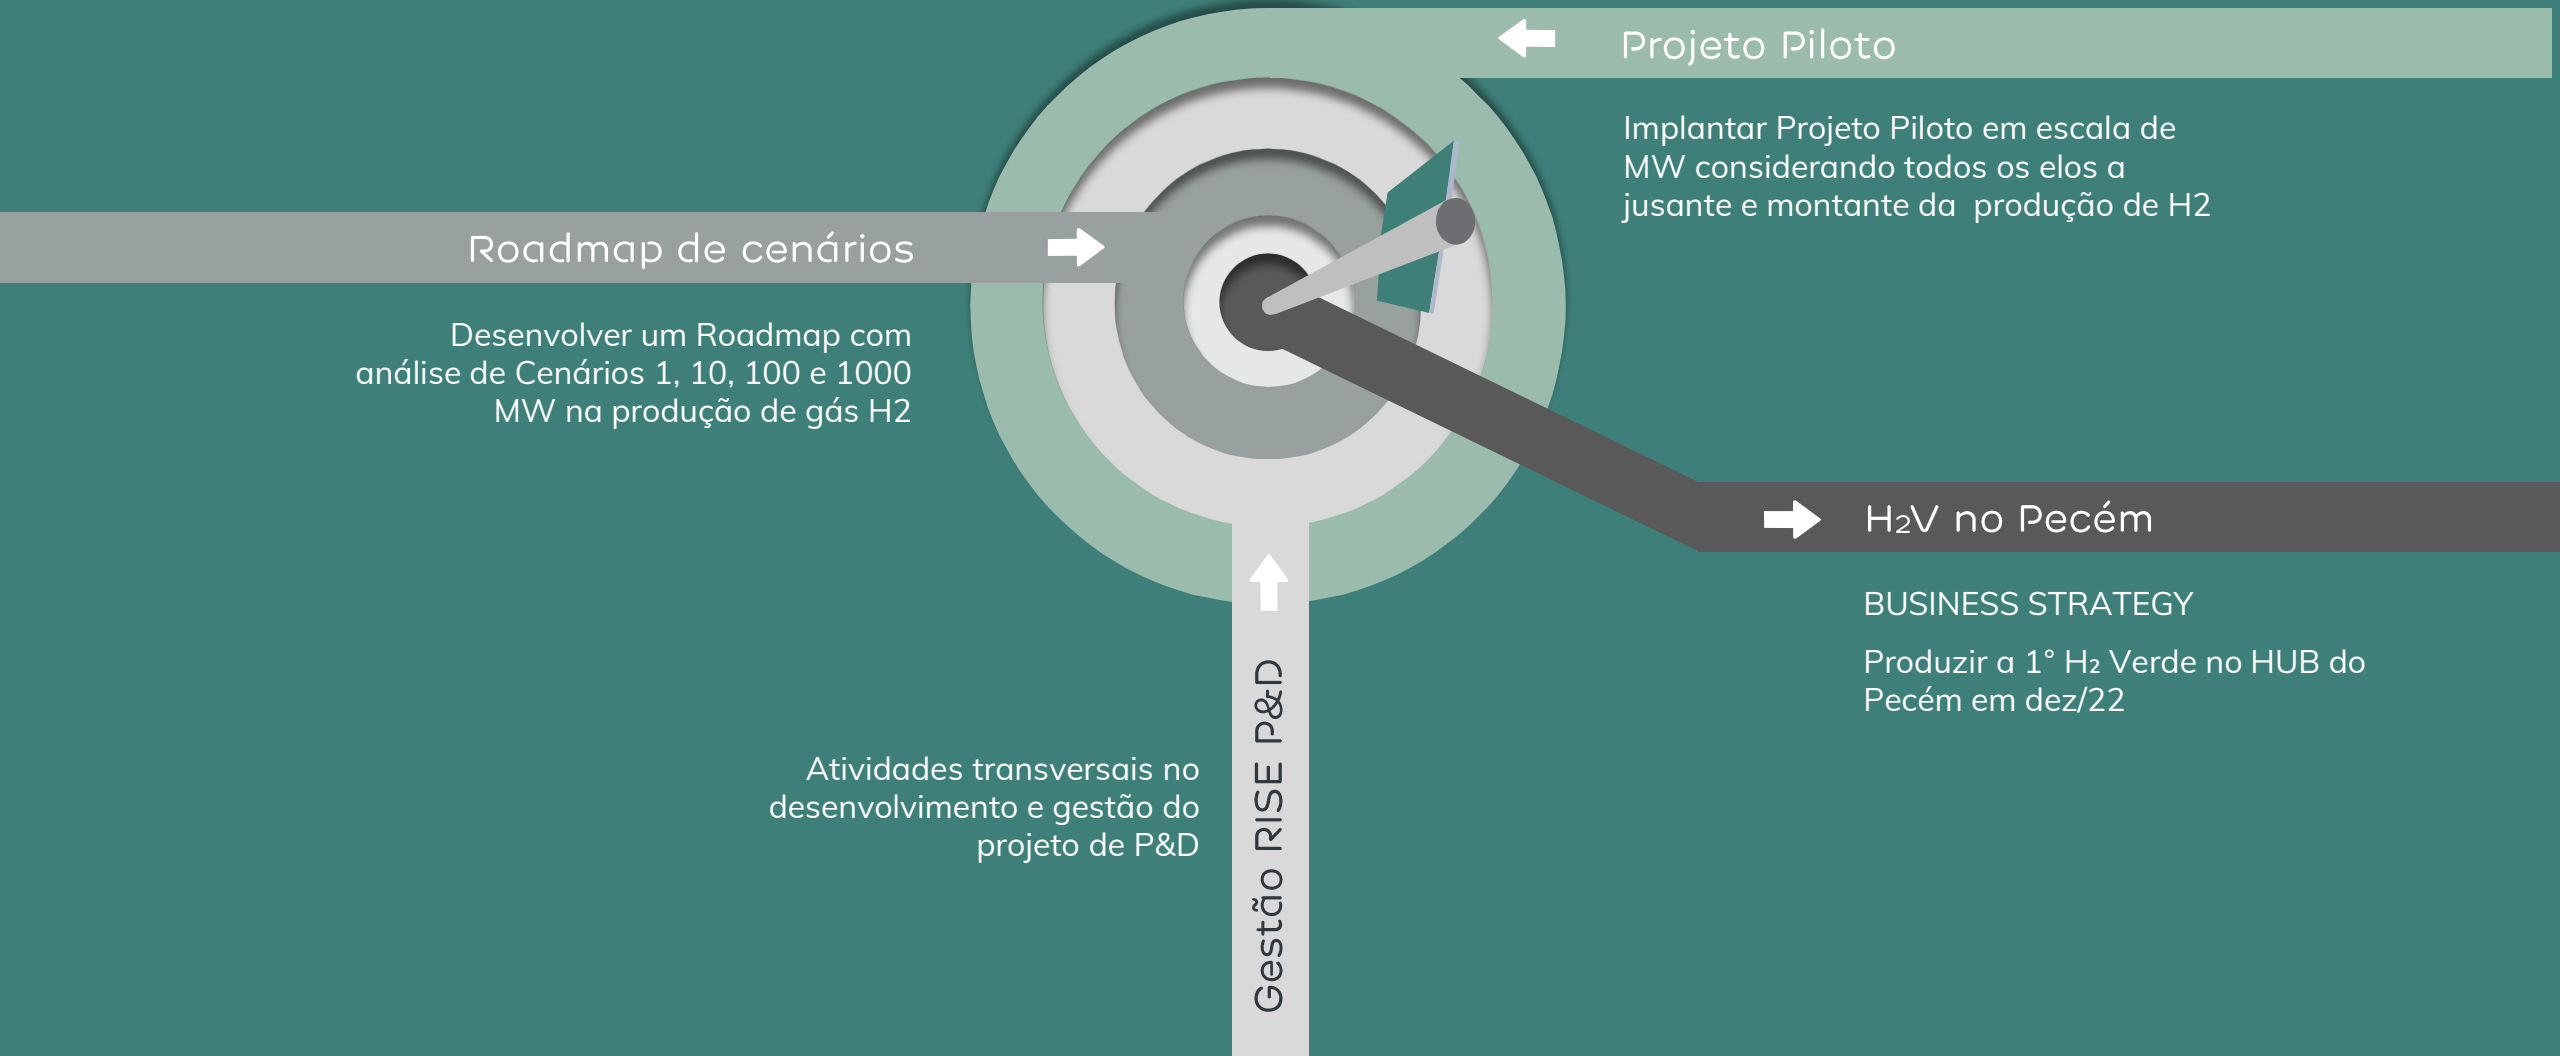 Projeto Piloto
Implantar Projeto Piloto em escala de
MW considerando todos os elos a
jusante e montante da  produção de H2
Roadmap de cenários
Desenvolver um Roadmap com
análise de Cenários 1, 10, 100 e 1000
MW na produção de gás H2
H₂V no Pecém
BUSINESS STRATEGY
Produzir a 1° H₂ Verde no HUB do
Pecém em dez/22
Gestão RISE P&D
Atividades transversais no
desenvolvimento e gestão do
projeto de P&D